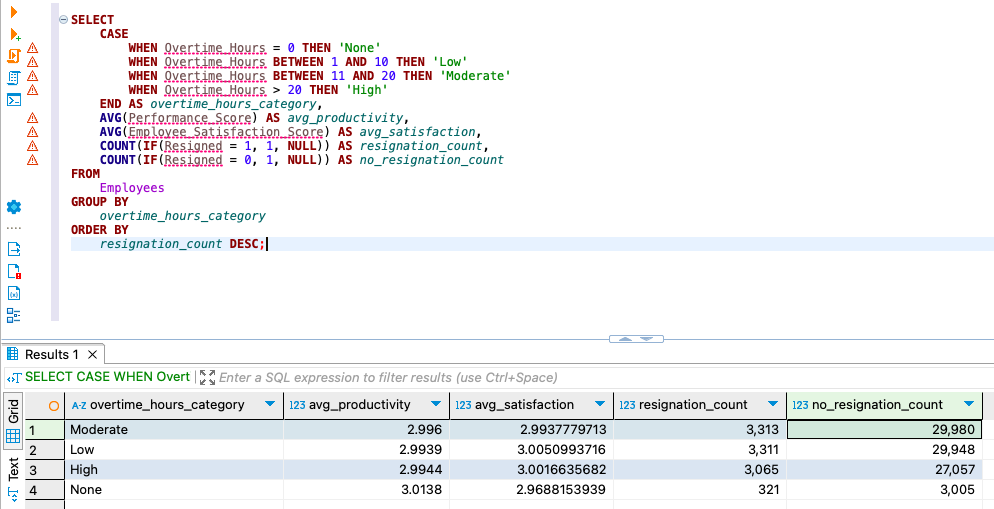 SELECT
CASE
WHEN Overtime_Hours = 0 THEN 'None'
WHEN Overtime_Hours BETWEEN 1 AND 10 THEN 'Low'
WHEN Overtime_Hours BETWEEN 11 AND 20 THEN 'Moderate'
WHEN Overtime_Hours > 20 THEN 'High'
END AS overtime_hours_category,
AVG(Performance_Score) AS avg_productivity,
AVG(Employee_Satisfaction_Score) AS avg_satisfaction,
COUNT(IF(Resigned = 1, 1, NULL)) AS resignation_count,
COUNT(IF(Resigned = 0, 1, NULL)) AS no_resignation_count
FROM
Employees
GROUP BY
overtime_hours_category
ORDER BY
resignation_count DESC;
Results 1
SELECT CASE WHEN Overt Enter a SQL expression to filter results (use Ctrl+Space)
Grid
Text
A-Z overtime_hours_category 123 avg_productivity 123 avg_satisfaction 123 resignation_count 123 no_resignation_count
1 Moderate 2.996 2.9937779713 3,313 29,980
2 Low 2.9939 3.0050993716 3,311 29,948
3 High 2.9944 3.0016635682 3,065 27,057
4 None 3.0138 2.9688153939 321 3,005